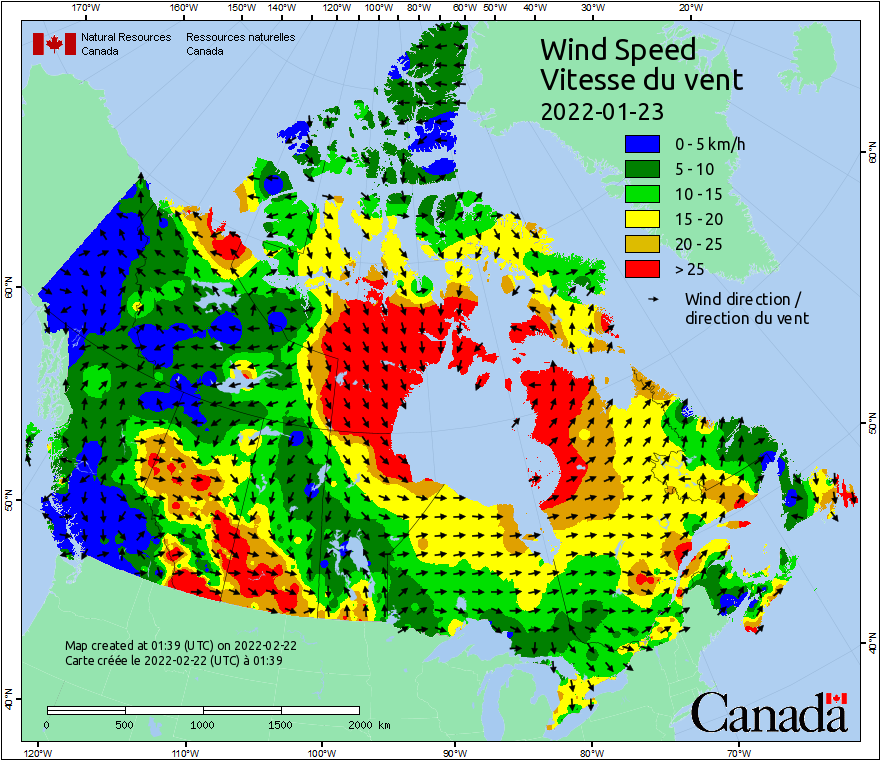 170°W 160°W 150°W 140°W 130°W 120°W 110°W 100°W 80°W 60°W 50°W 40°W 30°W 20°W
Natural Resources Canada
Ressources naturelles Canada
Wind Speed
Vitesse du vent
2022-01-23
0 - 5 km/h
5 - 10
10 - 15
15 - 20
20 - 25
> 25
Wind direction /
direction du vent
60°N
50°N
40°N
60°N
50°N
40°N
Map created at 01:39 (UTC) on 2022-02-22
Carte créée le 2022-02-22 (UTC) à 01:39
0 500 1000 1500 2000 km
Canada
120°W 110°W 100°W 90°W 80°W 70°W